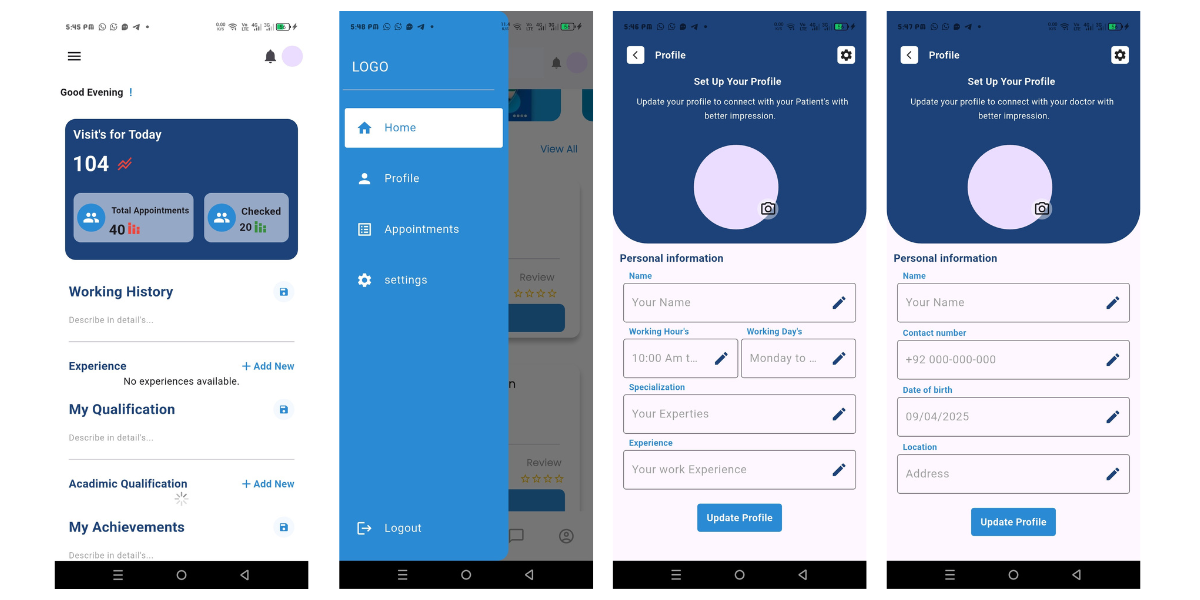 5:45 PM
Good Evening !
Visit's for Today
104
Total Appointments
40
Checked
20
Working History
Describe in detail's...
Experience
+ Add New
No experiences available.
My Qualification
Describe in detail's...
Acadimic Qualification
+ Add New
My Achievements
Describe in detail's...
5:48 PM
LOGO
Home
Profile
Appointments
settings
Logout
View All
Review
n
Review
5:46 PM
Profile
Set Up Your Profile
Update your profile to connect with your Patient's with
better impression.
Personal information
Name
Your Name
Working Hour's
Working Day's
10:00 Am t...
Monday to ...
Specialization
Your Experties
Experience
Your work Experience
Update Profile
5:47 PM
Profile
Set Up Your Profile
Update your profile to connect with your doctor with
better impression.
Personal information
Name
Your Name
Contact number
+92 000-000-000
Date of birth
09/04/2025
Location
Address
Update Profile